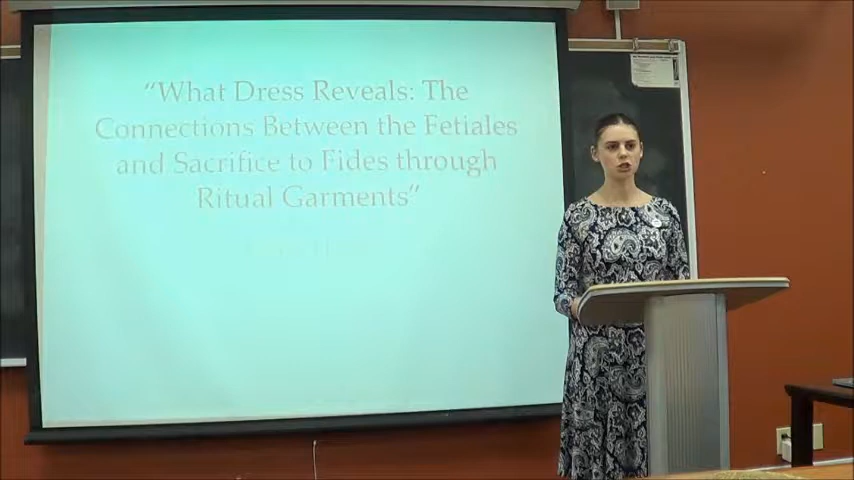 “What Dress Reveals: The
Connections Between the Fetiales
and Sacrifice to Fides through
Ritual Garments”